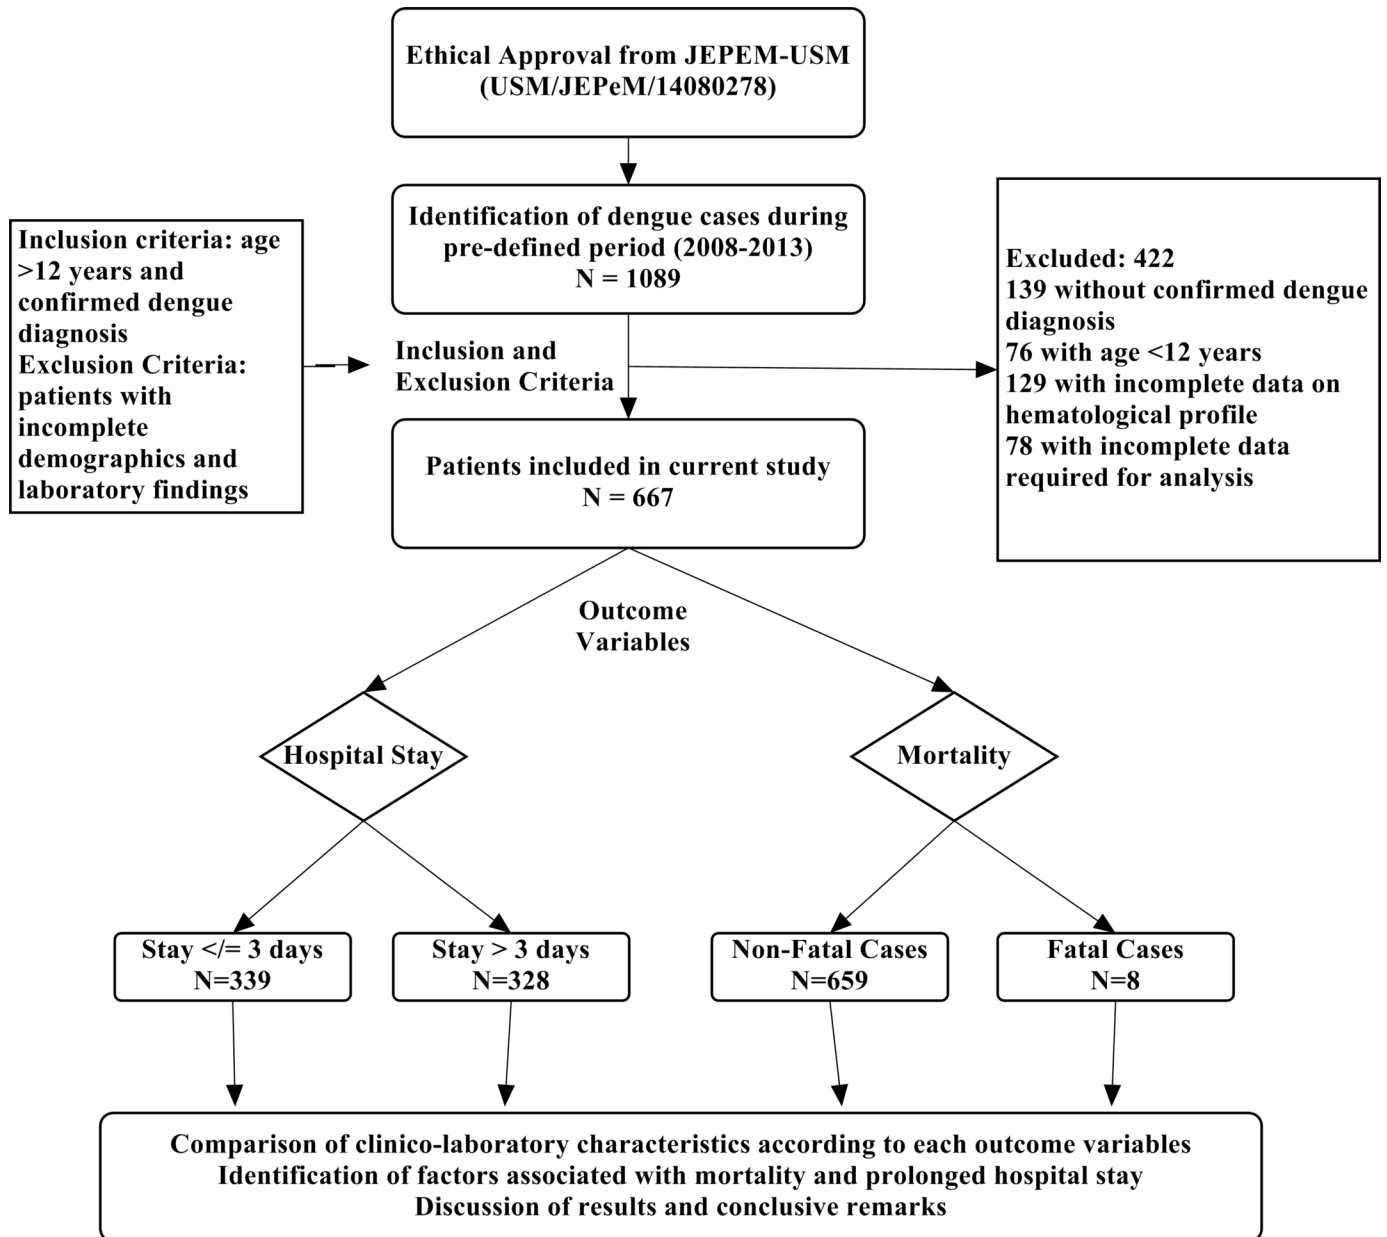 Ethical Approval from JEPEM-USM
(USM/JEPeM/14080278)
Identification of dengue cases during
pre-defined period (2008-2013)
N = 1089
Inclusion criteria: age
>12 years and
confirmed dengue
diagnosis
Exclusion Criteria:
patients with
incomplete
demographics and
laboratory findings
Inclusion and
Exclusion Criteria
Excluded: 422
139 without confirmed dengue
diagnosis
76 with age <12 years
129 with incomplete data on
hematological profile
78 with incomplete data
required for analysis
Patients included in current study
N = 667
Outcome
Variables
Hospital Stay
Mortality
Stay </= 3 days
N=339
Stay > 3 days
N=328
Non-Fatal Cases
N=659
Fatal Cases
N=8
Comparison of clinico-laboratory characteristics according to each outcome variables
Identification of factors associated with mortality and prolonged hospital stay
Discussion of results and conclusive remarks